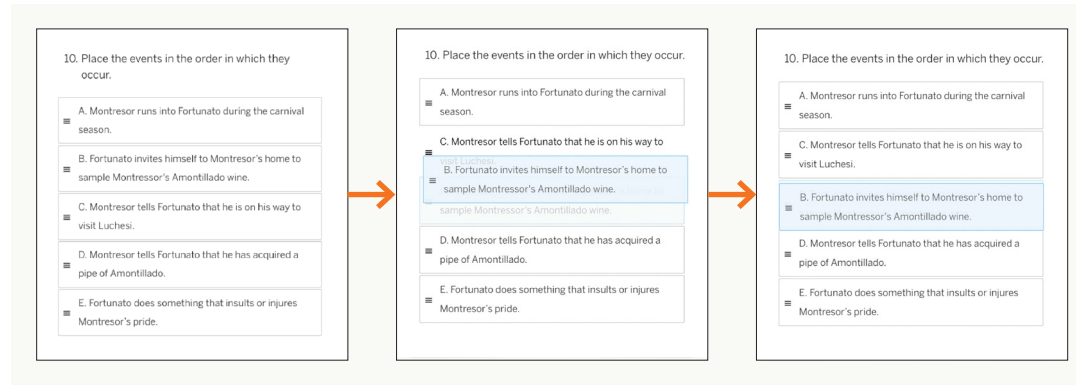 10. Place the events in the order in which they
occur.
A. Montresor runs into Fortunato during the carnival
season.
B. Fortunato invites himself to Montresor's home to
sample Montressor's Amontillado wine.
C. Montresor tells Fortunato that he is on his way to
visit Luchesi.
D. Montresor tells Fortunato that he has acquired a
pipe of Amontillado.
E. Fortunato does something that insults or injures
Montresor's pride.
10. Place the events in the order in which they occur.
A. Montresor runs into Fortunato during the carnival
season.
C. Montresor tells Fortunato that he is on his way to
visit Luchesi.
B. Fortunato invites himself to Montresor's home to
sample Montressor's Amontillado wine.
sample Montressor's Amontillado wine.
D. Montresor tells Fortunato that he has acquired a
pipe of Amontillado.
E. Fortunato does something that insults or injures
Montresor's pride.
10. Place the events in the order in which they occur.
A. Montresor runs into Fortunato during the carnival
season.
C. Montresor tells Fortunato that he is on his way to
visit Luchesi.
B. Fortunato invites himself to Montresor's home to
sample Montressor's Amontillado wine.
D. Montresor tells Fortunato that he has acquired a
pipe of Amontillado.
E. Fortunato does something that insults or injures
Montresor's pride.